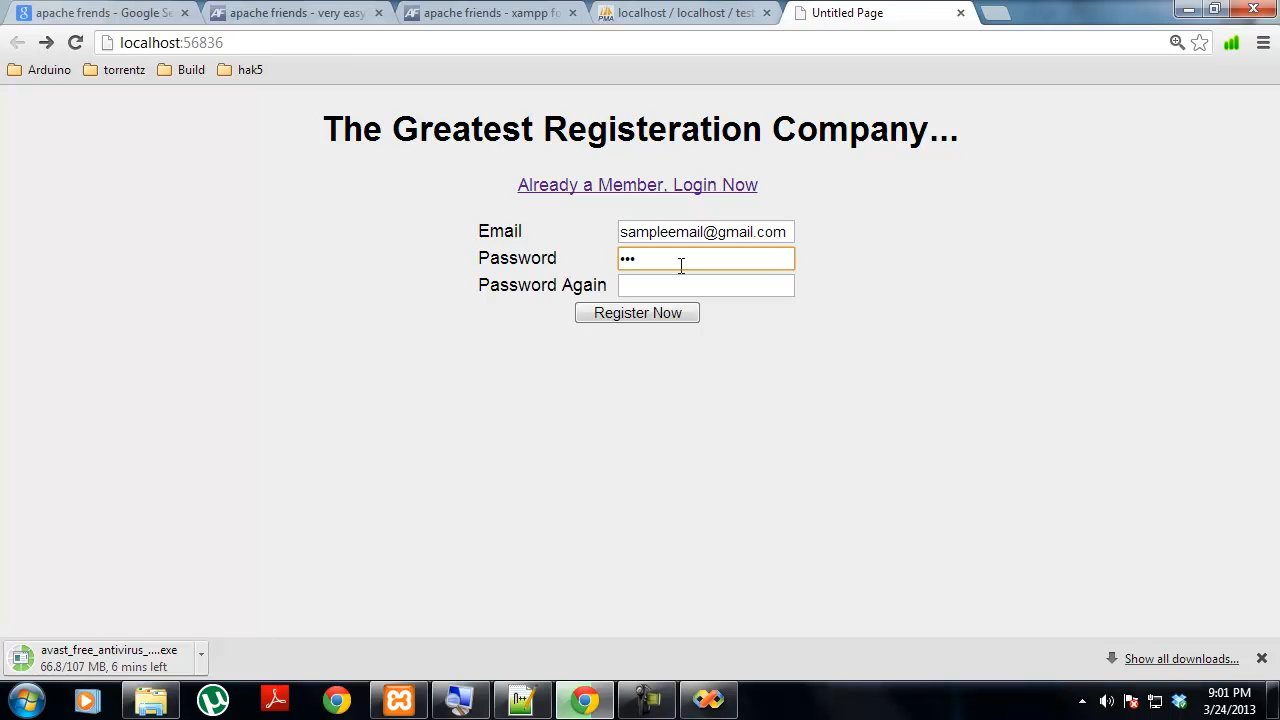 apache frends - Google Se
apache friends - very easy
apache friends - xampp fo
localhost / localhost / test
Untitled Page
localhost:56836
Arduino
torrentz
Build
hak5
The Greatest Registeration Company...
Already a Member. Login Now
Email
sampleemail@gmail.com
Password
•••
Password Again
Register Now
avast_free_antivirus_....exe
66.8/107 MB, 6 mins left
Show all downloads...
9:01 PM
3/24/2013